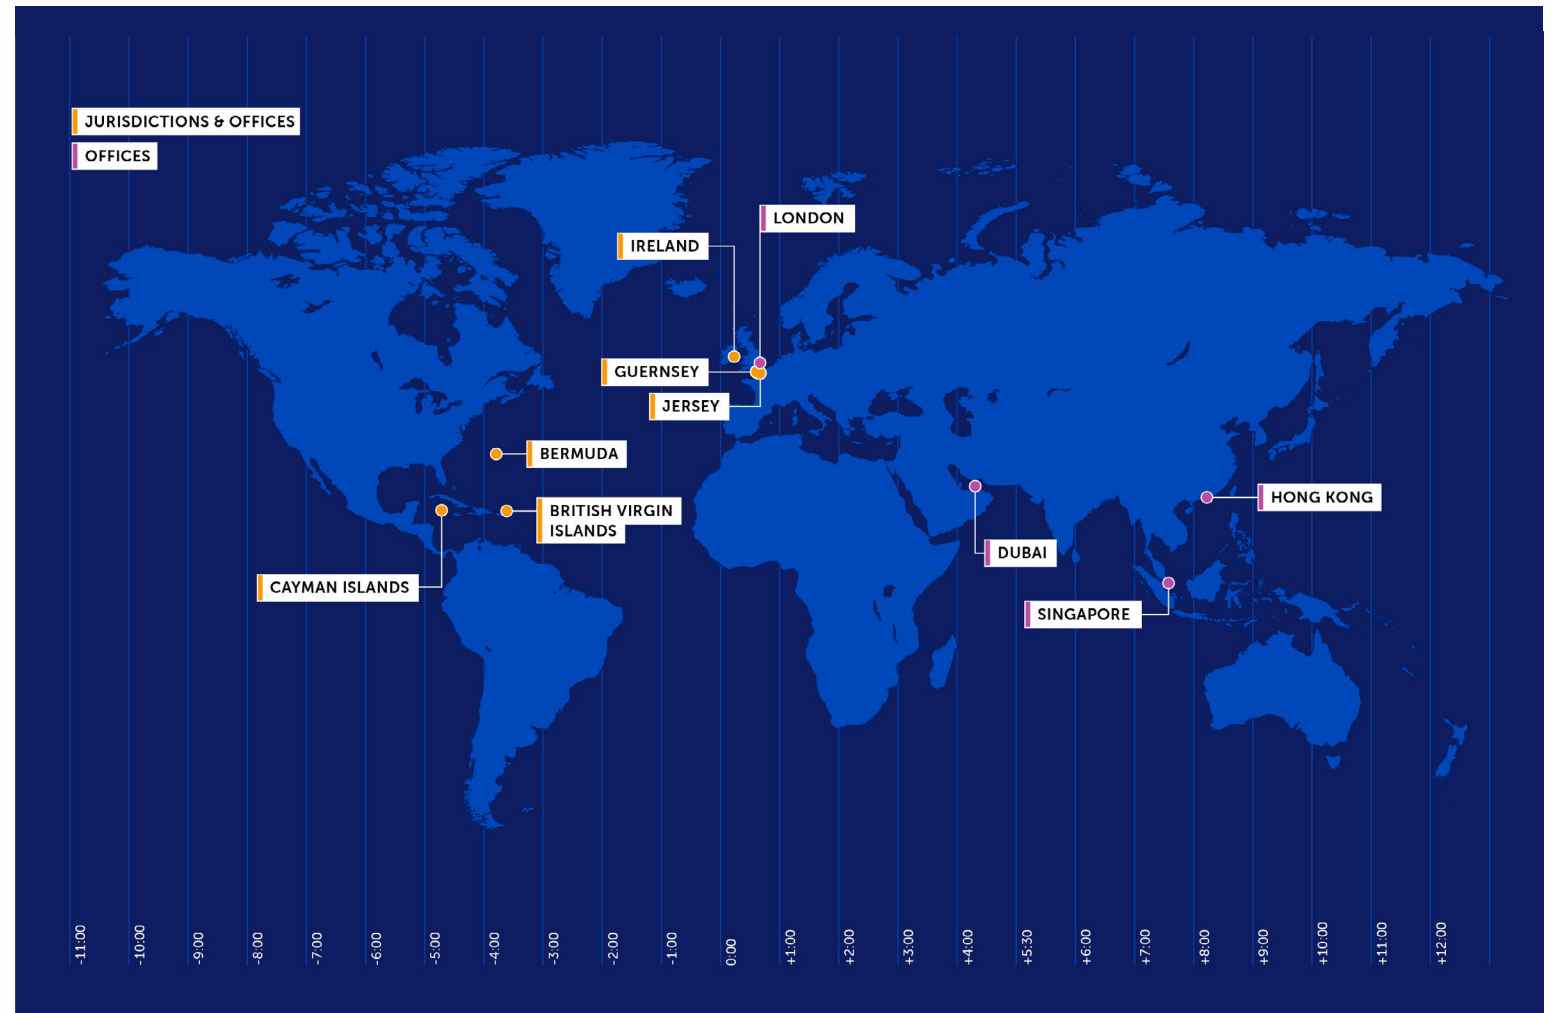 JURISDICTIONS & OFFICES
OFFICES
LONDON
IRELAND
GUERNSEY
JERSEY
BERMUDA
HONG KONG
BRITISH VIRGIN
ISLANDS
DUBAI
CAYMAN ISLANDS
SINGAPORE
-11:00
-10:00
-9:00
-8:00
-7:00
-6:00
-5:00
-4:00
-3:00
-2:00
-1:00
0:00
+1:00
+2:00
+3:00
+4:00
+5:30
+6:00
+7:00
+8:00
+9:00
+10:00
+11:00
+12:00